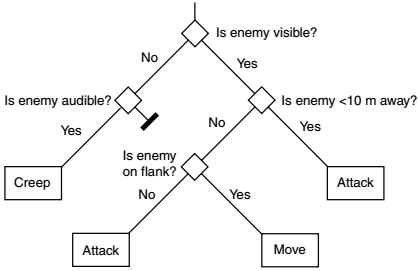 Is enemy visible?
No
Yes
Is enemy audible?
Is enemy <10 m away?
Yes
No
Yes
Is enemy
on flank?
Creep
Attack
No
Yes
Attack
Move